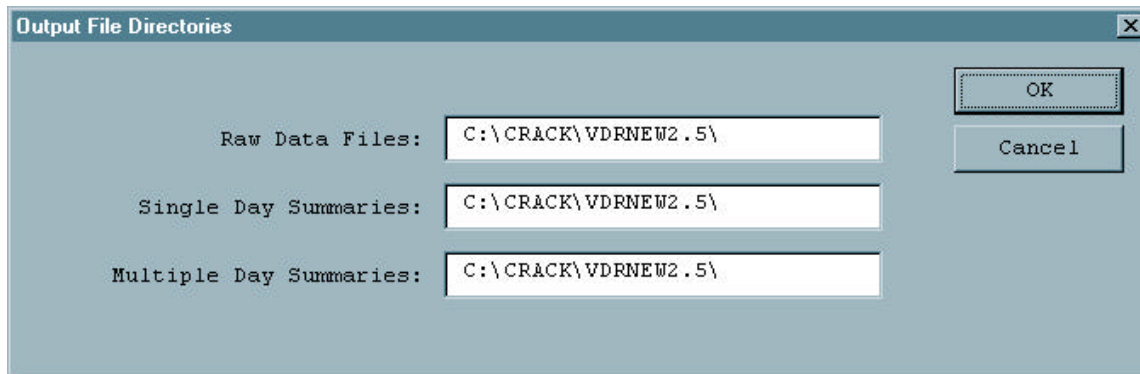 Output File Directories
OK
Raw Data Files: C:\CRACK\VDRNEW2.5\
Cancel
Single Day Summaries: C:\CRACK\VDRNEW2.5\
Multiple Day Summaries: C:\CRACK\VDRNEW2.5\